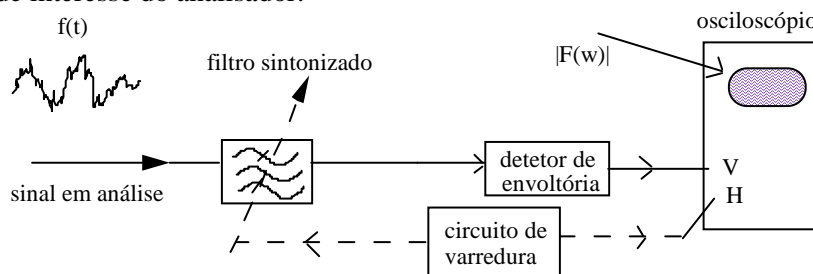 de interesse do analisador.
f(t)
osciloscópio
filtro sintonizado
|F(w)|
sinal em análise
detetor de
envoltória
V
H
circuito de
varredura